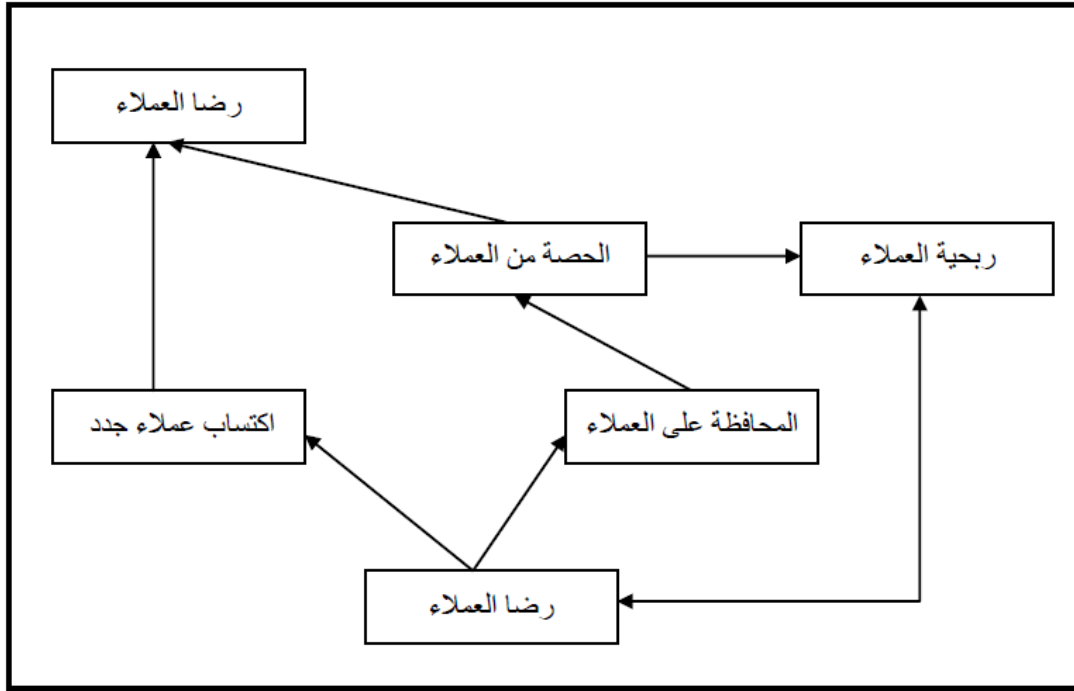 رضا العملاء
الحصة من العملاء
ربحية العملاء
اكتساب عملاء جدد
المحافظة على العملاء
رضا العملاء